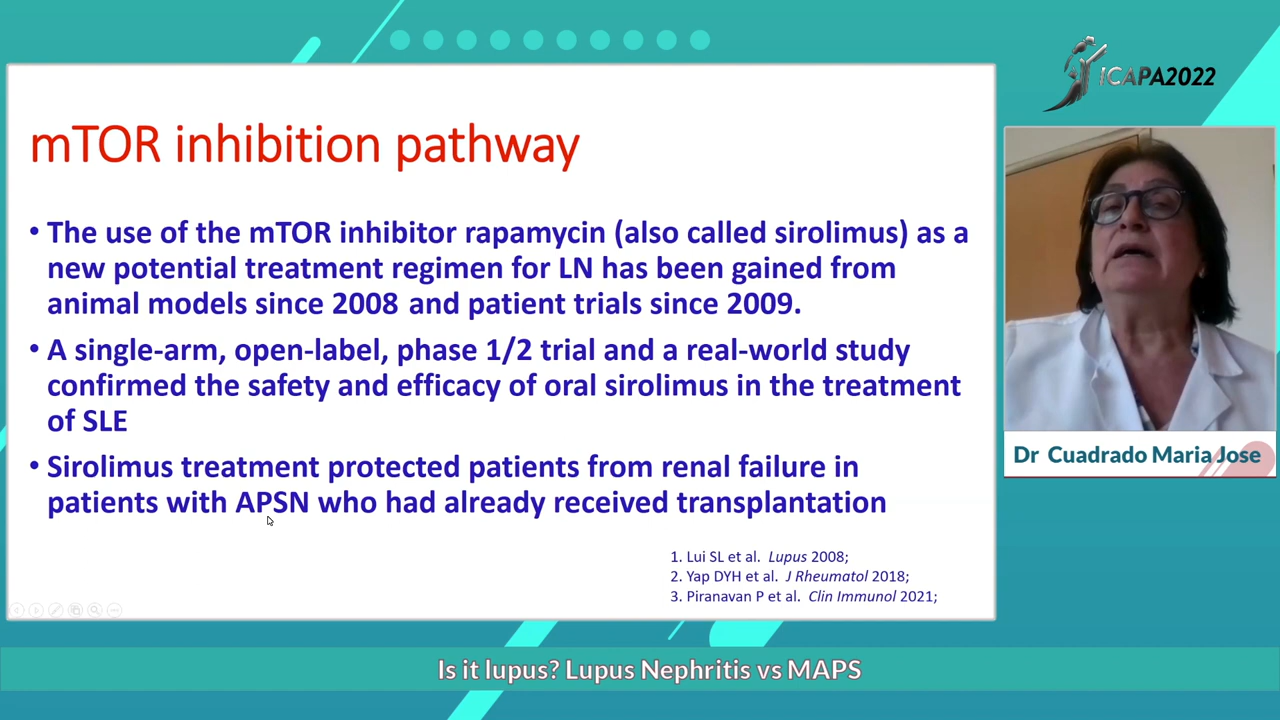 ICAPA2022
mTOR inhibition pathway
• The use of the mTOR inhibitor rapamycin (also called sirolimus) as a
new potential treatment regimen for LN has been gained from
animal models since 2008 and patient trials since 2009.
• A single-arm, open-label, phase 1/2 trial and a real-world study
confirmed the safety and efficacy of oral sirolimus in the treatment
of SLE
• Sirolimus treatment protected patients from renal failure in
patients with APSN who had already received transplantation
1. Lui SL et al. Lupus 2008;
2. Yap DYH et al. J Rheumatol 2018;
3. Piranavan P et al. Clin Immunol 2021;
Dr Cuadrado Maria Jose
Is it lupus? Lupus Nephritis vs MAPS